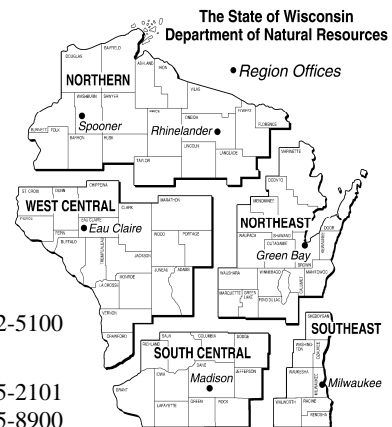 The State of Wisconsin
Department of Natural Resources
Region Offices
DOUGLAS
BAYFIELD
ASHLAND
IRON
VILAS
NORTHERN
WASHBURN SAWYER
ONEIDA
FOREST
FLORENCE
Spooner
Rhinelander
BURNETT POLK
BARRON
RUSK
LINCOLN
LANGLADE
TAYLOR
MARINETTE
OCONTO
CHIPPEWA
ST. CROIX
DUNN
MENOMINEE
WEST CENTRAL
CLARK
MARATHON
PIERCE
EAU CLAIRE
Eau Claire
PEPIN
BUFFALO
TREMPEALEAU
JACKSON
WOOD
PORTAGE
NORTHEAST
DOOR
WAUPACA
SHAWANO
OUTAGAMIE
Green Bay
BROWN
JUNEAU
ADAMS
MONROE
LA CROSSE
WAUSHARA
WINNEBAGO
MANITOWOC
CALUMET
MARQUETTE
GREEN LAKE
FOND DU LAC
VERNON
CRAWFORD
2-5100
SHEBOYGAN
SOUTHEAST
RICHLAND
SAUK
COLUMBIA
DODGE
WASHING-
TON
OZAUKEE
SOUTH CENTRAL
IOWA
DANE
JEFFERSON
WAUKESHA
MILWAUKEE
Madison
Milwaukee
5-2101
GRANT
LAFAYETTE
GREEN
ROCK
WALWORTH
RACINE
KENOSHA
5-8900